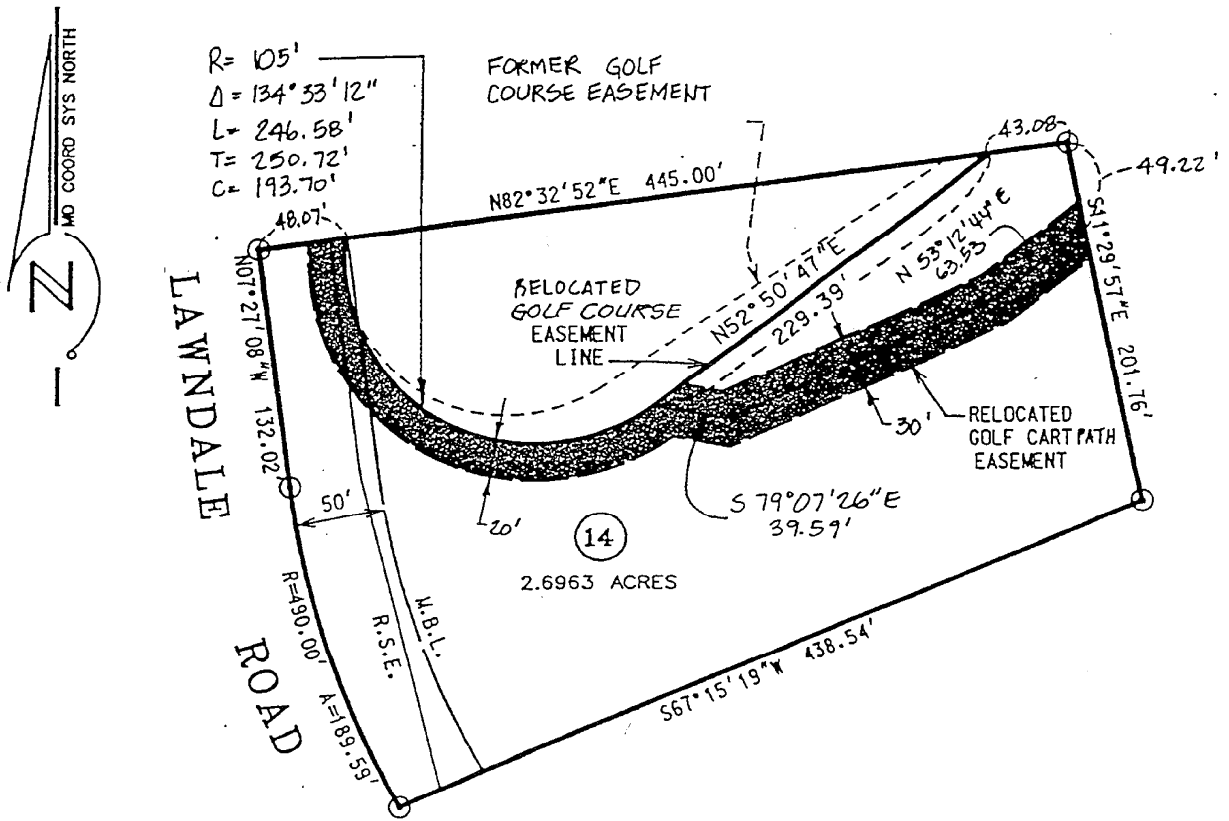 MD COORD SYS NORTH
N
R= 105'
Δ= 134°33'12"
L= 246.58'
T= 250.72'
C= 193.70'
FORMER GOLF
COURSE EASEMENT
43.08
49.22'
N82°32'52"E 445.00'
48.07'
N07°27'08"W 132.02
LAWNDALE
RELOCATED
GOLF COURSE
EASEMENT
LINE
N52°50'47"E
229.39'
N 53°12'44" E
63.53
S11°29'57"E 201.76'
30'
RELOCATED
GOLF CART PATH
EASEMENT
S 79°07'26"E
39.59'
50'
20'
14
2.6963 ACRES
R=490.00' A=189.59'
R.S.E.
M.B.L.
ROAD
S67°15'19"W 438.54'